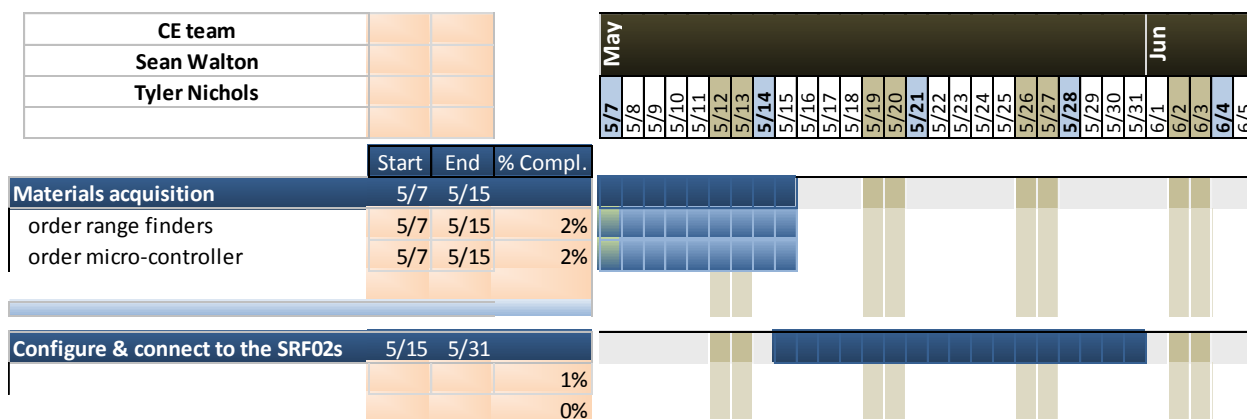 CE team
Sean Walton
Tyler Nichols
May
Jun
5/7 5/8 5/9 5/10 5/11 5/12 5/13 5/14 5/15 5/16 5/17 5/18 5/19 5/20 5/21 5/22 5/23 5/24 5/25 5/26 5/27 5/28 5/29 5/30 5/31 6/1 6/2 6/3 6/4 6/5
Start End % Compl.
Materials acquisition 5/7 5/15
order range finders 5/7 5/15 2%
order micro-controller 5/7 5/15 2%
Configure & connect to the SRF02s 5/15 5/31
1%
0%